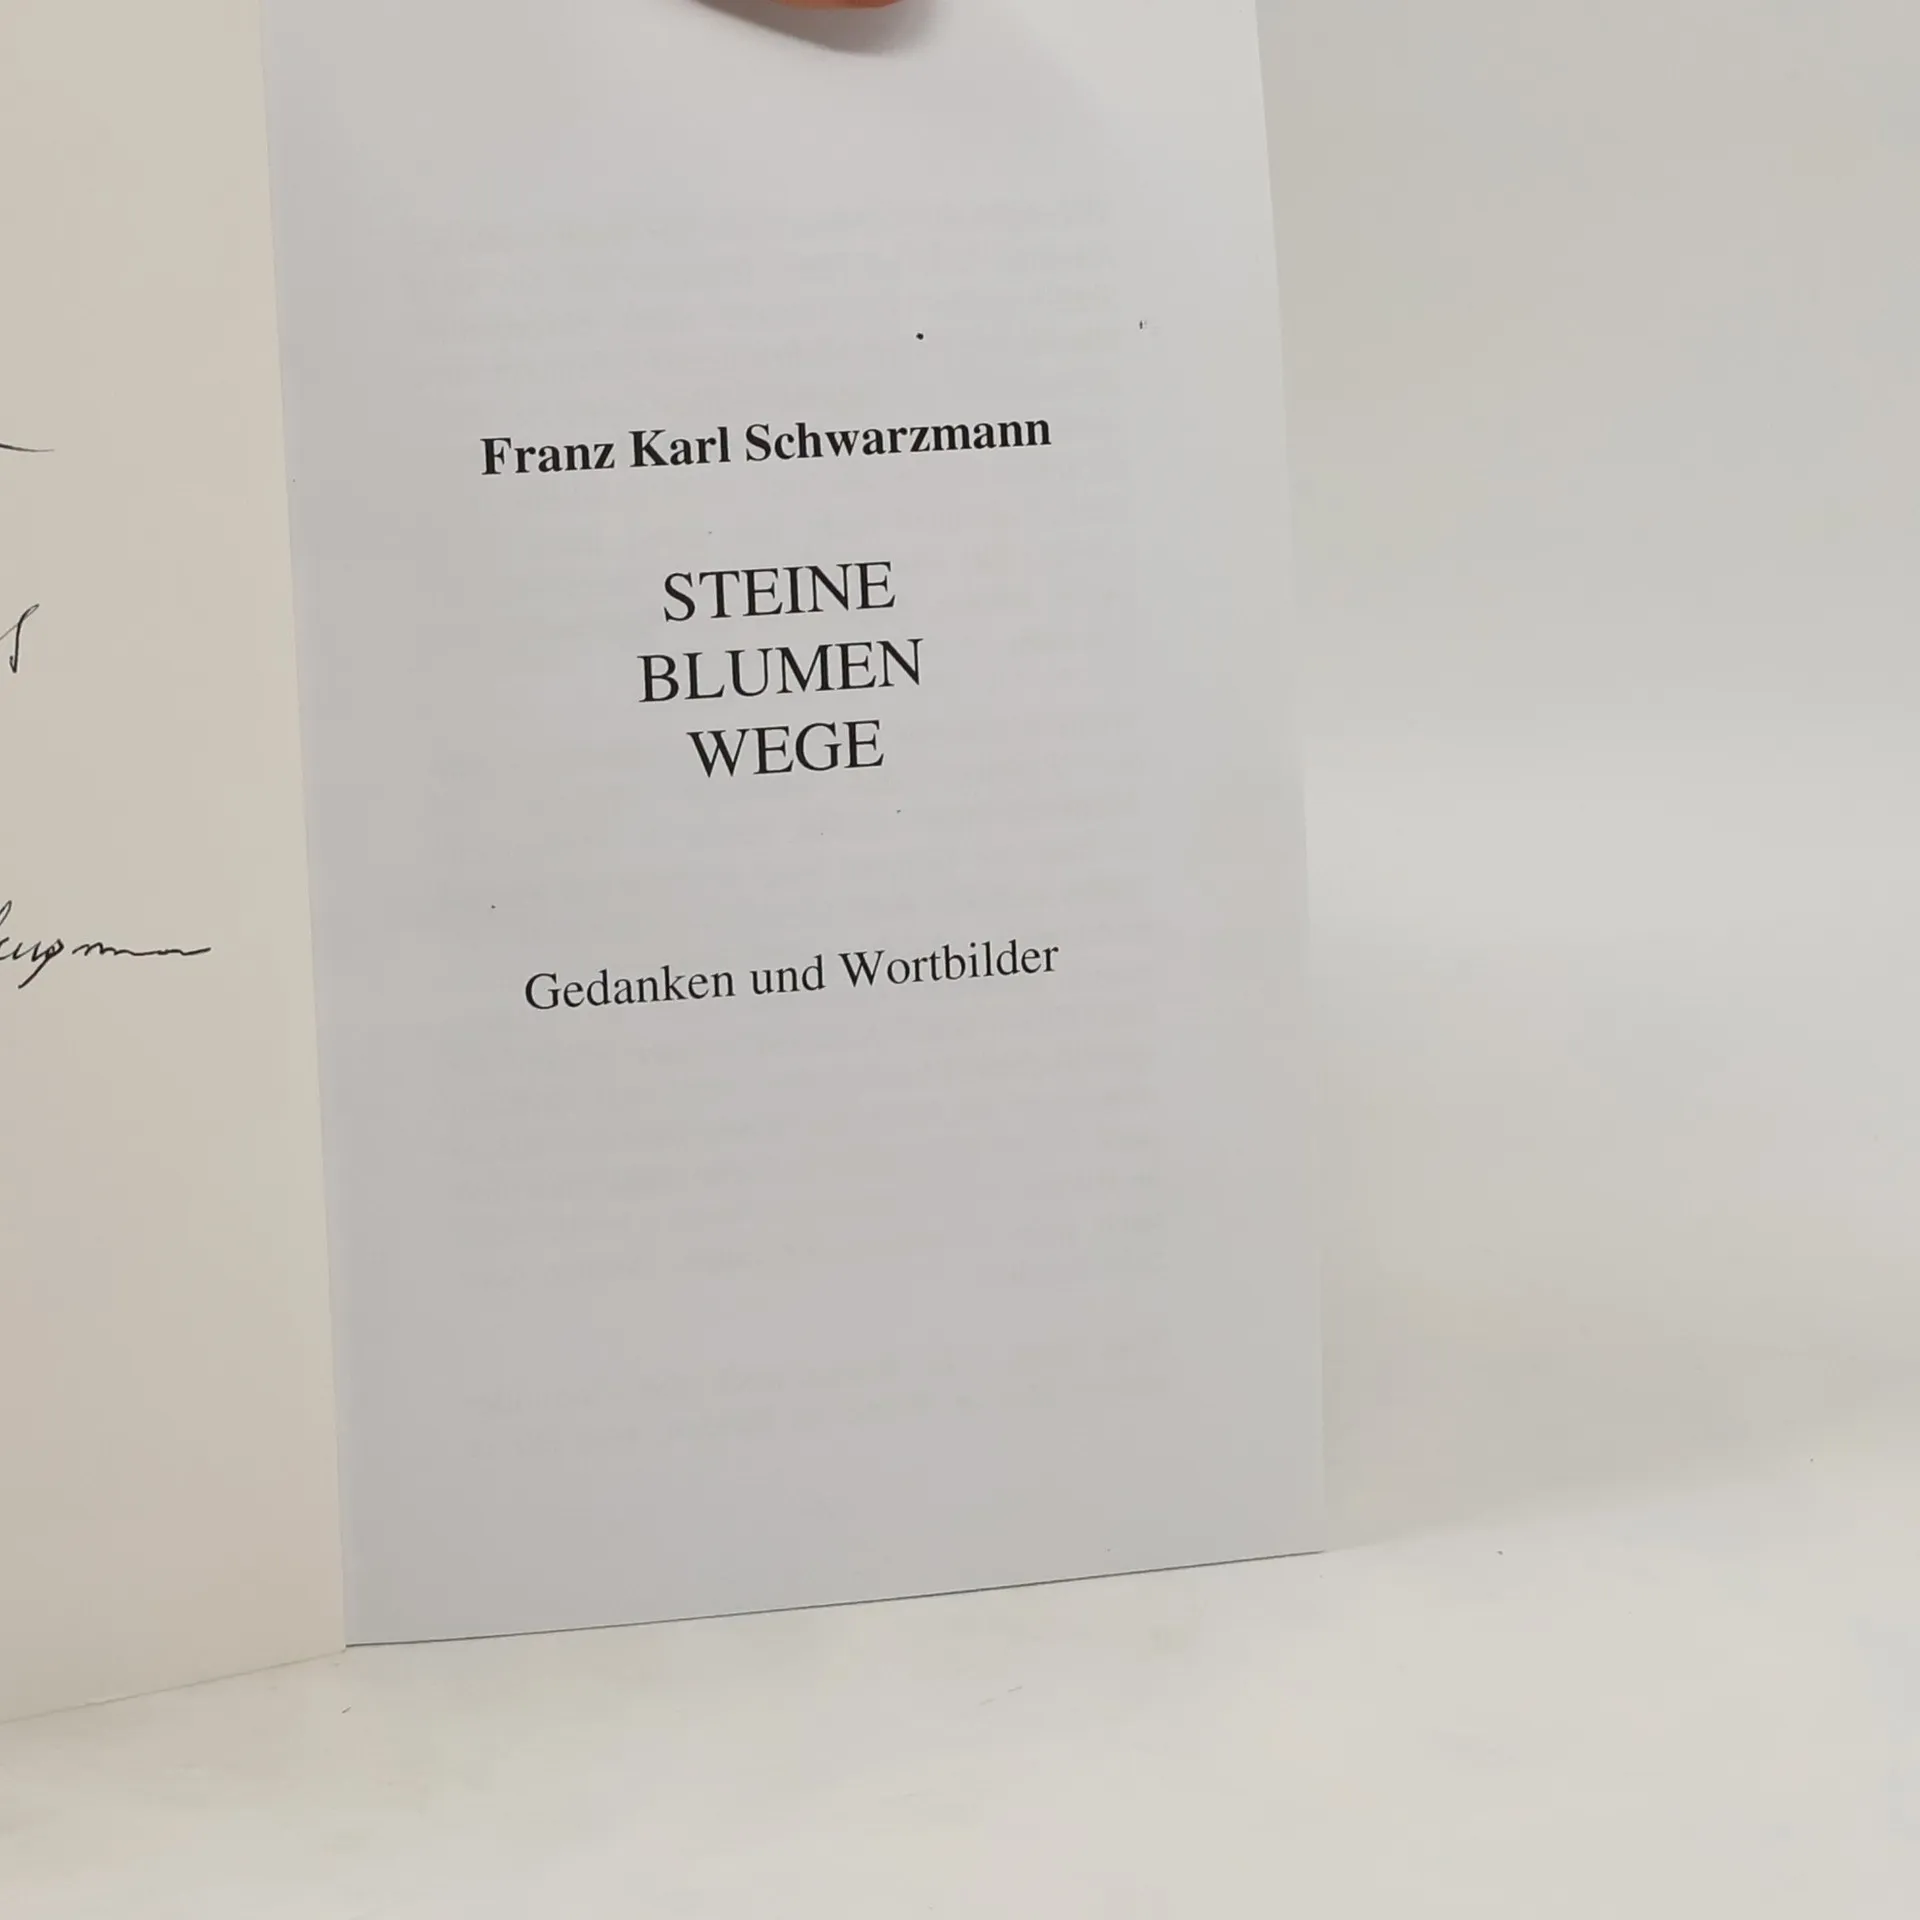 Franz Karl Schwarzmann
STEINE
BLUMEN
WEGE
Gedanken und Wortbilder